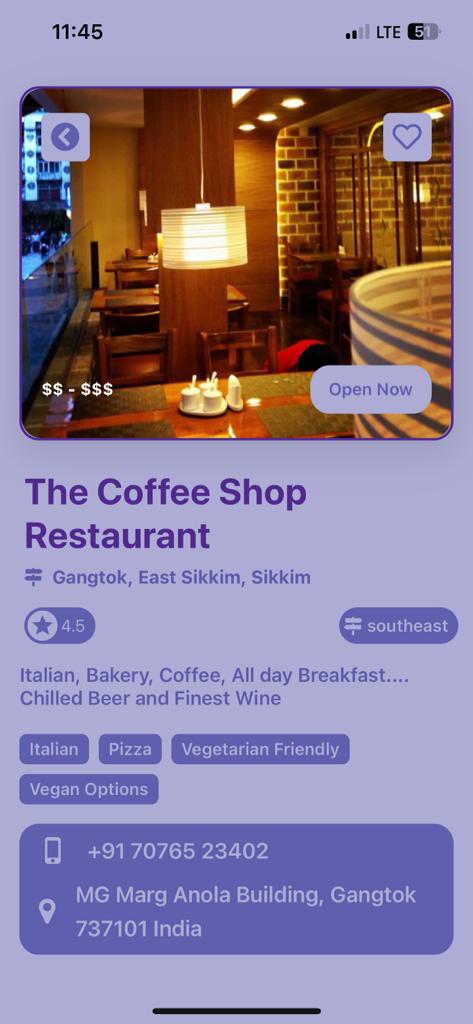 11:45
LTE
51
$$ - $$$
Open Now
The Coffee Shop
Restaurant
Gangtok, East Sikkim, Sikkim
4.5
southeast
Italian, Bakery, Coffee, All day Breakfast....
Chilled Beer and Finest Wine
Italian
Pizza
Vegetarian Friendly
Vegan Options
+91 70765 23402
MG Marg Anola Building, Gangtok
737101 India